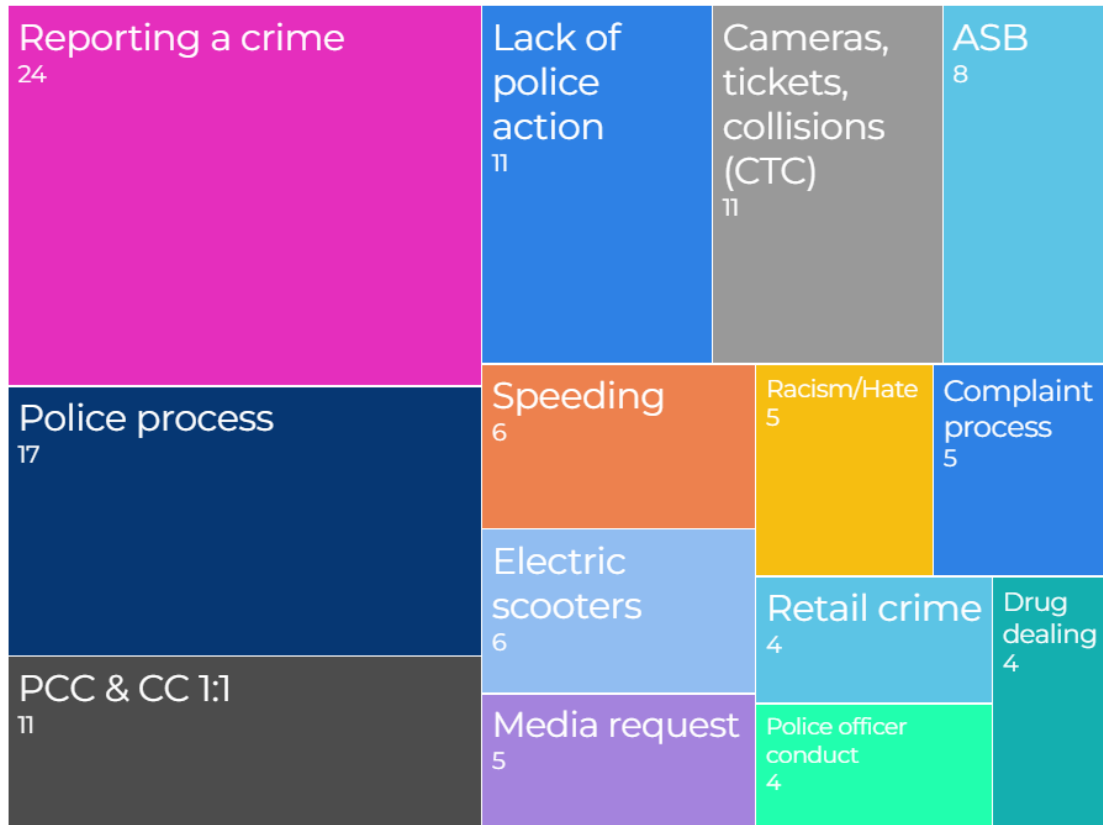 Reporting a crime
24
Police process
17
PCC & CC 1:1
11
Lack of
police
action
11
Cameras,
tickets,
collisions
(CTC)
11
ASB
8
Speeding
6
Electric
scooters
6
Media request
5
Racism/Hate
5
Complaint
process
5
Retail crime
4
Police officer
conduct
4
Drug
dealing
4